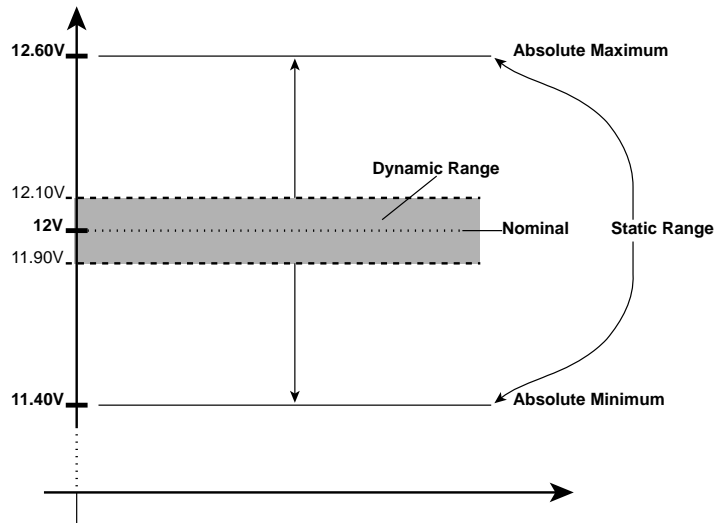 12.60V
Absolute Maximum
Dynamic Range
12.10V
12V
Nominal
Static Range
11.90V
11.40V
Absolute Minimum